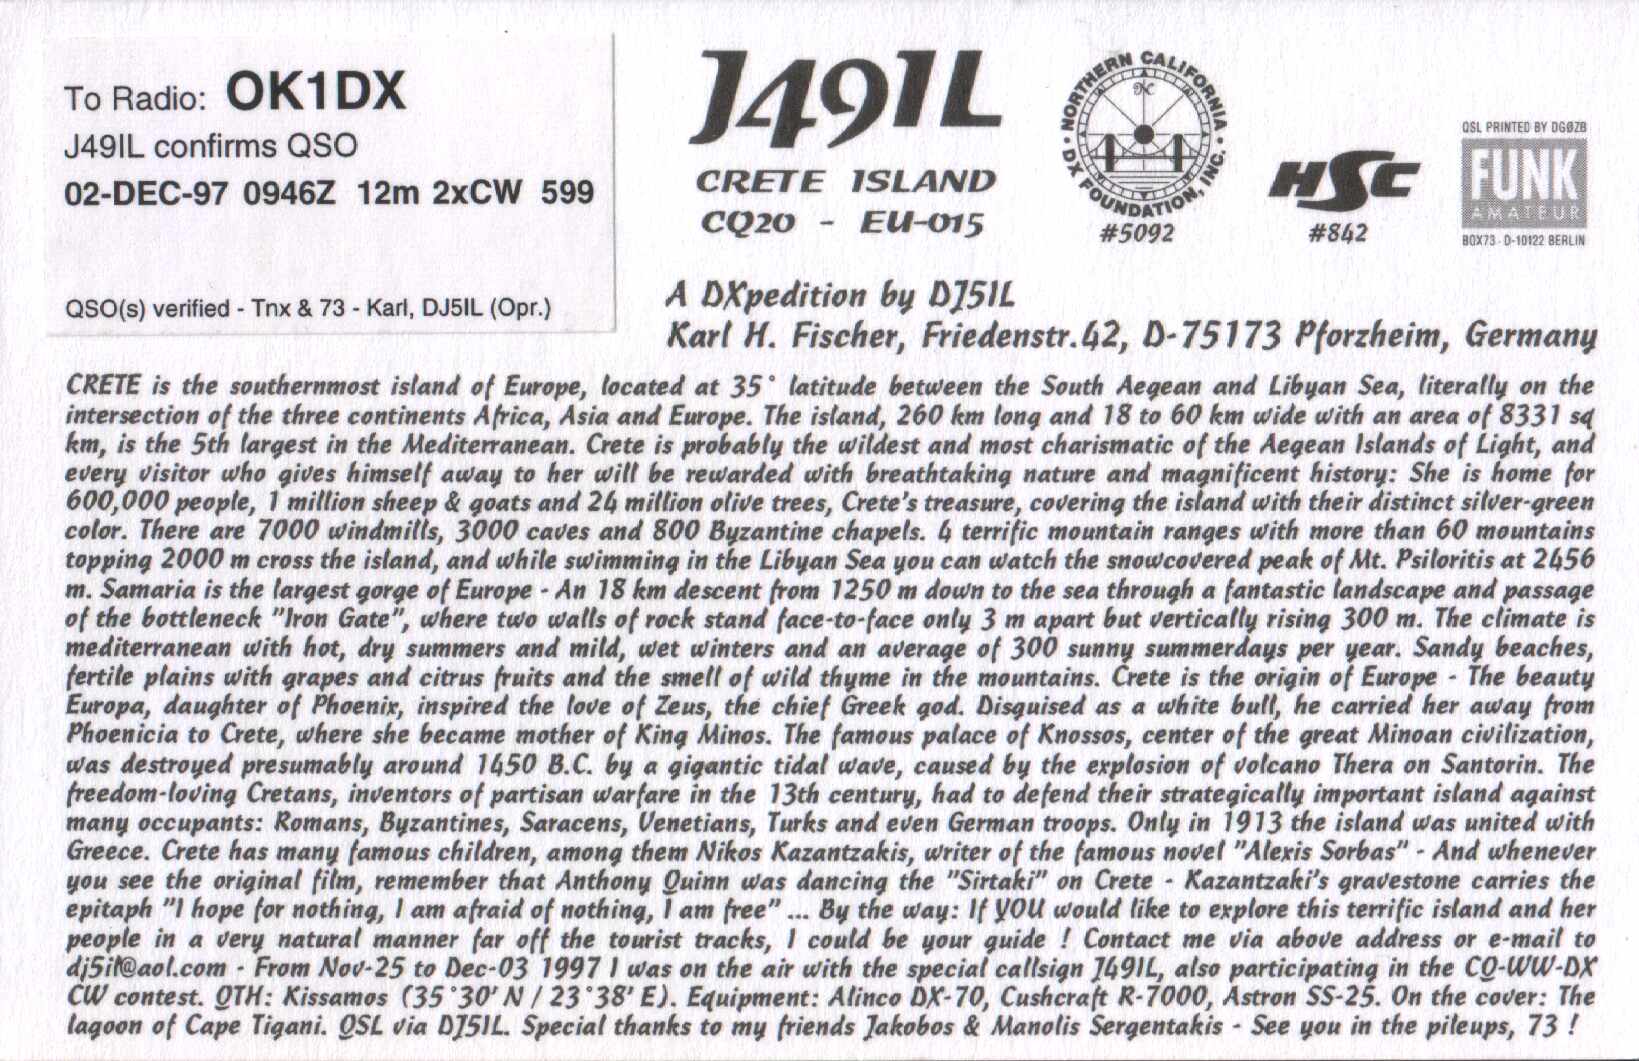 To Radio: OK1DX
J49IL confirms QSO
02-DEC-97 0946Z 12m 2xCW 599
QSO(s) verified - Tnx & 73 - Karl, DJ5IL (Opr.)
J49IL
CRETE ISLAND
CQ20 - EU-015
NORTHERN CALIFORNIA
DX FOUNDATION, INC.
#5092
HSC
#842
QSL PRINTED BY DGØZB
FUNK
AMATEUR
BOX73 · D-10122 BERLIN
A DXpedition by DJ5IL
Karl H. Fischer, Friedenstr.42, D-75173 Pforzheim, Germany
CRETE is the southernmost island of Europe, located at 35° latitude between the South Aegean and Libyan Sea, literally on the
intersection of the three continents Africa, Asia and Europe. The island, 260 km long and 18 to 60 km wide with an area of 8331 sq
km, is the 5th largest in the Mediterranean. Crete is probably the wildest and most charismatic of the Aegean Islands of Light, and
every visitor who gives himself away to her will be rewarded with breathtaking nature and magnificent history: She is home for
600,000 people, 1 million sheep & goats and 24 million olive trees, Crete's treasure, covering the island with their distinct silver-green
color. There are 7000 windmills, 3000 caves and 800 Byzantine chapels. 4 terrific mountain ranges with more than 60 mountains
topping 2000 m cross the island, and while swimming in the Libyan Sea you can watch the snowcovered peak of Mt. Psiloritis at 2456
m. Samaria is the largest gorge of Europe - An 18 km descent from 1250 m down to the sea through a fantastic landscape and passage
of the bottleneck "Iron Gate", where two walls of rock stand face-to-face only 3 m apart but vertically rising 300 m. The climate is
mediterranean with hot, dry summers and mild, wet winters and an average of 300 sunny summerdays per year. Sandy beaches,
fertile plains with grapes and citrus fruits and the smell of wild thyme in the mountains. Crete is the origin of Europe - The beauty
Europa, daughter of Phoenix, inspired the love of Zeus, the chief Greek god. Disguised as a white bull, he carried her away from
Phoenicia to Crete, where she became mother of King Minos. The famous palace of Knossos, center of the great Minoan civilization,
was destroyed presumably around 1450 B.C. by a gigantic tidal wave, caused by the explosion of volcano Thera on Santorin. The
freedom-loving Cretans, inventors of partisan warfare in the 13th century, had to defend their strategically important island against
many occupants: Romans, Byzantines, Saracens, Venetians, Turks and even German troops. Only in 1913 the island was united with
Greece. Crete has many famous children, among them Nikos Kazantzakis, writer of the famous novel "Alexis Sorbas" - And whenever
you see the original film, remember that Anthony Quinn was dancing the "Sirtaki" on Crete - Kazantzaki's gravestone carries the
epitaph "I hope for nothing, I am afraid of nothing, I am free" ... By the way: If YOU would like to explore this terrific island and her
people in a very natural manner far off the tourist tracks, I could be your guide ! Contact me via above address or e-mail to
dj5il@aol.com - From Nov-25 to Dec-03 1997 I was on the air with the special callsign J49IL, also participating in the CQ-WW-DX
CW contest. QTH: Kissamos (35°30' N / 23°38' E). Equipment: Alinco DX-70, Cushcraft R-7000, Astron SS-25. On the cover: The
lagoon of Cape Tigani. QSL via DJ5IL. Special thanks to my friends Jakobos & Manolis Sergentakis - See you in the pileups, 73 !